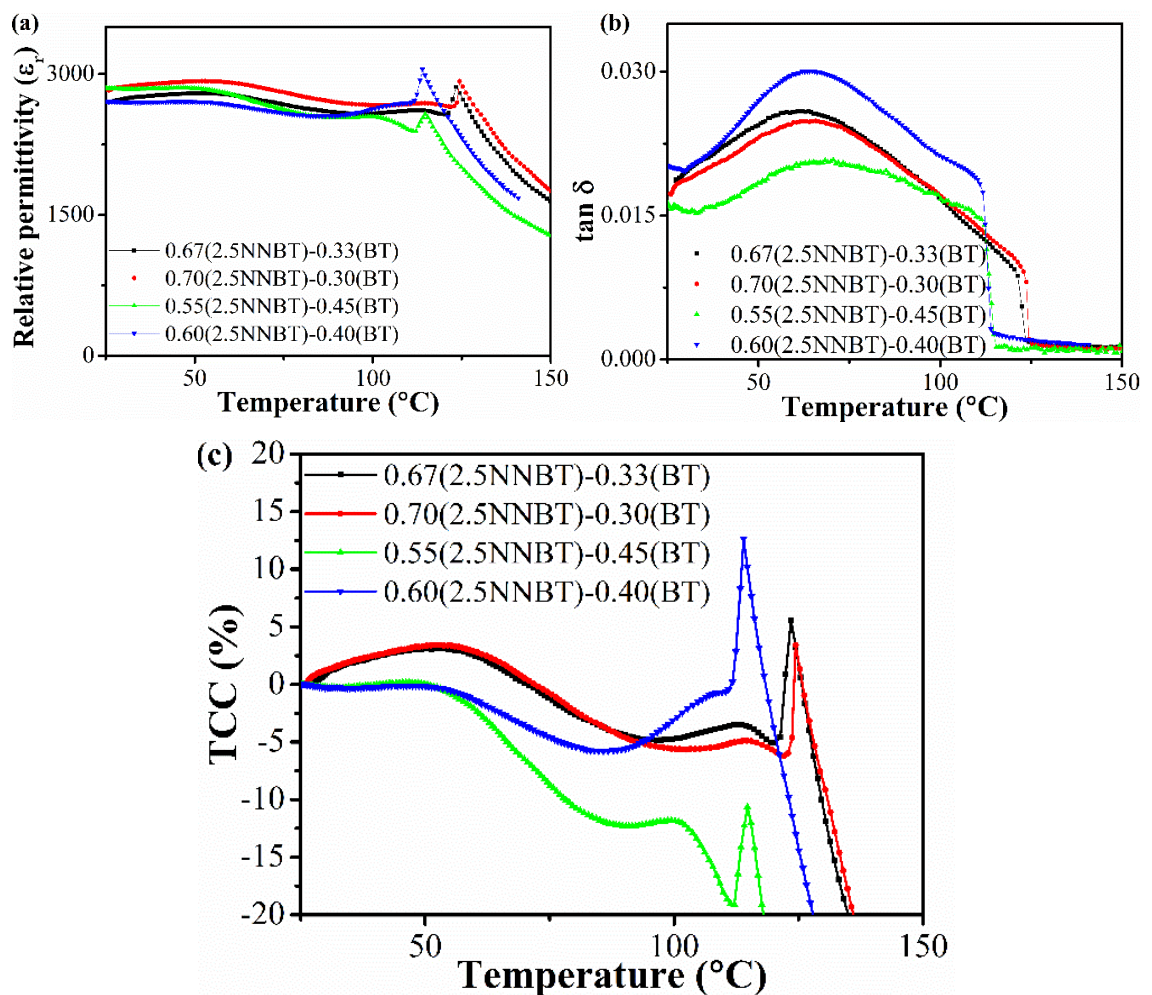 (a)
Relative permittivity (εr)
3000
1500
0
0.67(2.5NNBT)-0.33(BT)
0.70(2.5NNBT)-0.30(BT)
0.55(2.5NNBT)-0.45(BT)
0.60(2.5NNBT)-0.40(BT)
50
100
150
Temperature (°C)
(b)
tan δ
0.030
0.015
0.000
0.67(2.5NNBT)-0.33(BT)
0.70(2.5NNBT)-0.30(BT)
0.55(2.5NNBT)-0.45(BT)
0.60(2.5NNBT)-0.40(BT)
50
100
150
Temperature (°C)
(c)
TCC (%)
20
15
10
5
0
-5
-10
-15
-20
0.67(2.5NNBT)-0.33(BT)
0.70(2.5NNBT)-0.30(BT)
0.55(2.5NNBT)-0.45(BT)
0.60(2.5NNBT)-0.40(BT)
50
100
150
Temperature (°C)